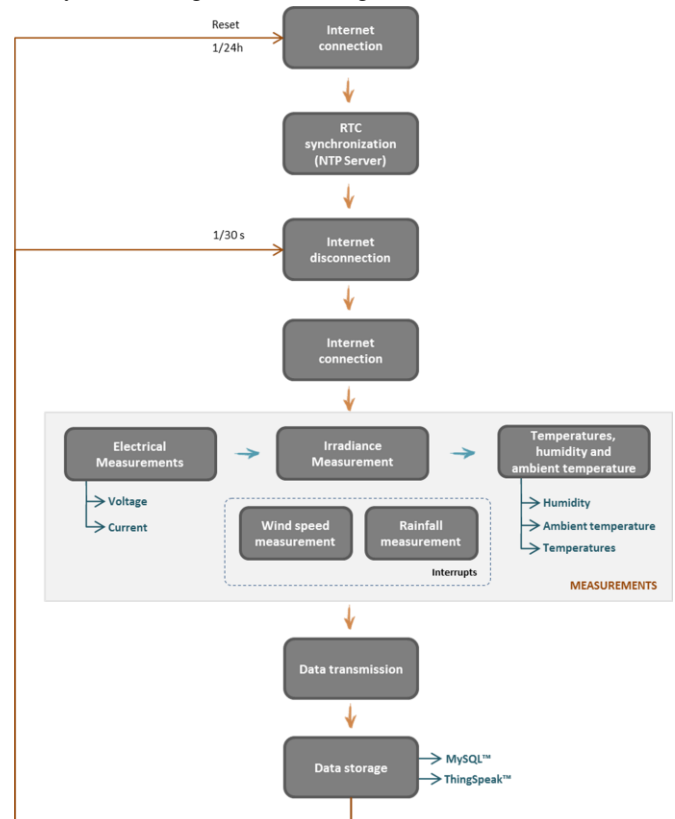 Reset
1/24h
Internet
connection
RTC
synchronization
(NTP Server)
1/30 s
Internet
disconnection
Internet
connection
Electrical
Measurements
Voltage
Current
Irradiance
Measurement
Temperatures,
humidity and
ambient temperature
Humidity
Ambient temperature
Temperatures
Wind speed
measurement
Rainfall
measurement
Interrupts
MEASUREMENTS
Data transmission
Data storage
MySQL™
ThingSpeak™